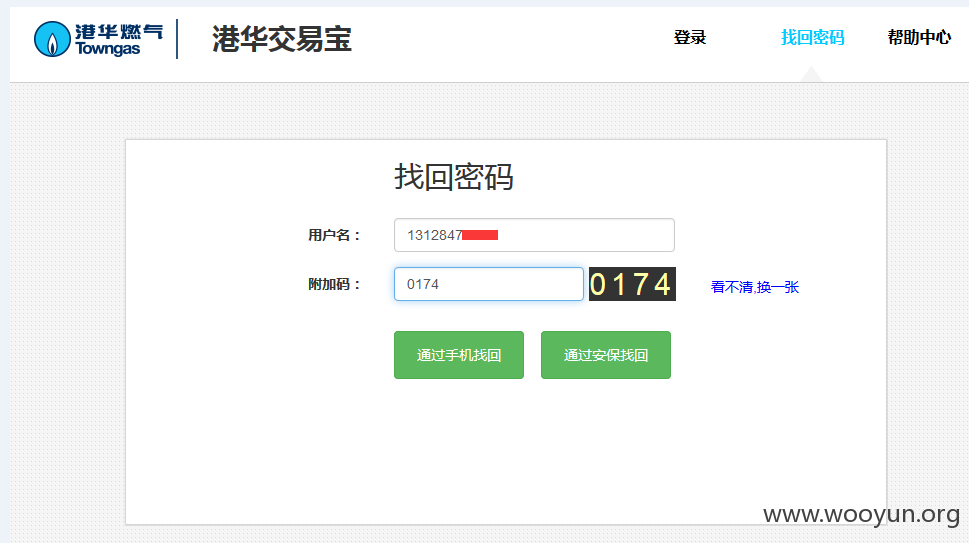 港华燃气 Towngas 港华交易宝 登录 找回密码 帮助中心
找回密码
用户名： 1312847
附加码： 0174 0174 看不清,换一张
通过手机找回 通过安保找回
www.wooyun.org